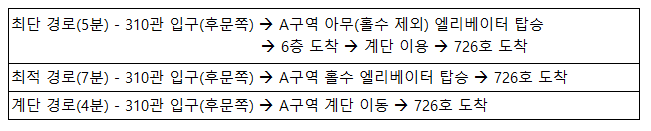 최단 경로(5분) - 310관 입구(후문쪽) → A구역 아무(홀수 제외) 엘리베이터 탑승
→ 6층 도착 → 계단 이용 → 726호 도착
최적 경로(7분) - 310관 입구(후문쪽) → A구역 홀수 엘리베이터 탑승 → 726호 도착
계단 경로(4분) - 310관 입구(후문쪽) → A구역 계단 이동 → 726호 도착